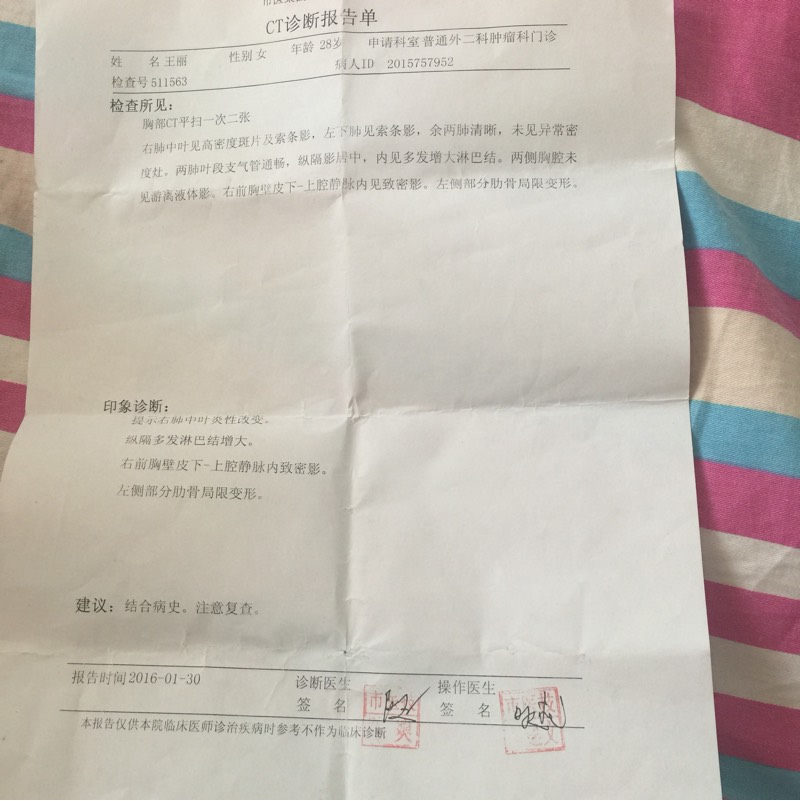 CT诊断报告单
姓 名 王丽 性别 女 年龄 28岁 申请科室 普通外二科肿瘤科门诊
检查号 511563 病人ID 2015757952
检查所见：
胸部CT平扫一次二张
右肺中叶见高密度斑片及索条影，左下肺见索条影，余两肺清晰，未见异常密
度灶。两肺叶段支气管通畅，纵隔影居中，内见多发增大淋巴结。两侧胸腔未
见游离液体影。右前胸壁皮下-上腔静脉内见致密影。左侧部分肋骨局限变形。
印象诊断：
提示右肺中叶炎性改变。
纵隔多发淋巴结增大。
右前胸壁皮下-上腔静脉内致密影。
左侧部分肋骨局限变形。
建议：结合病史。注意复查。
报告时间2016-01-30 诊断医生 操作医生
签 名 签 名
本报告仅供本院临床医师诊治疾病时参考不作为临床诊断